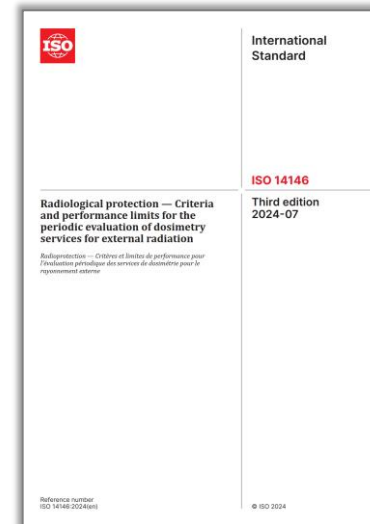 ISO
International
Standard
ISO 14146
Third edition
2024-07
Radiological protection — Criteria
and performance limits for the
periodic evaluation of dosimetry
services for external radiation
Radioprotection — Critères et limites de performance pour
l'évaluation périodique des services de dosimétrie pour le
rayonnement externe
Reference number
ISO 14146:2024(en)
© ISO 2024